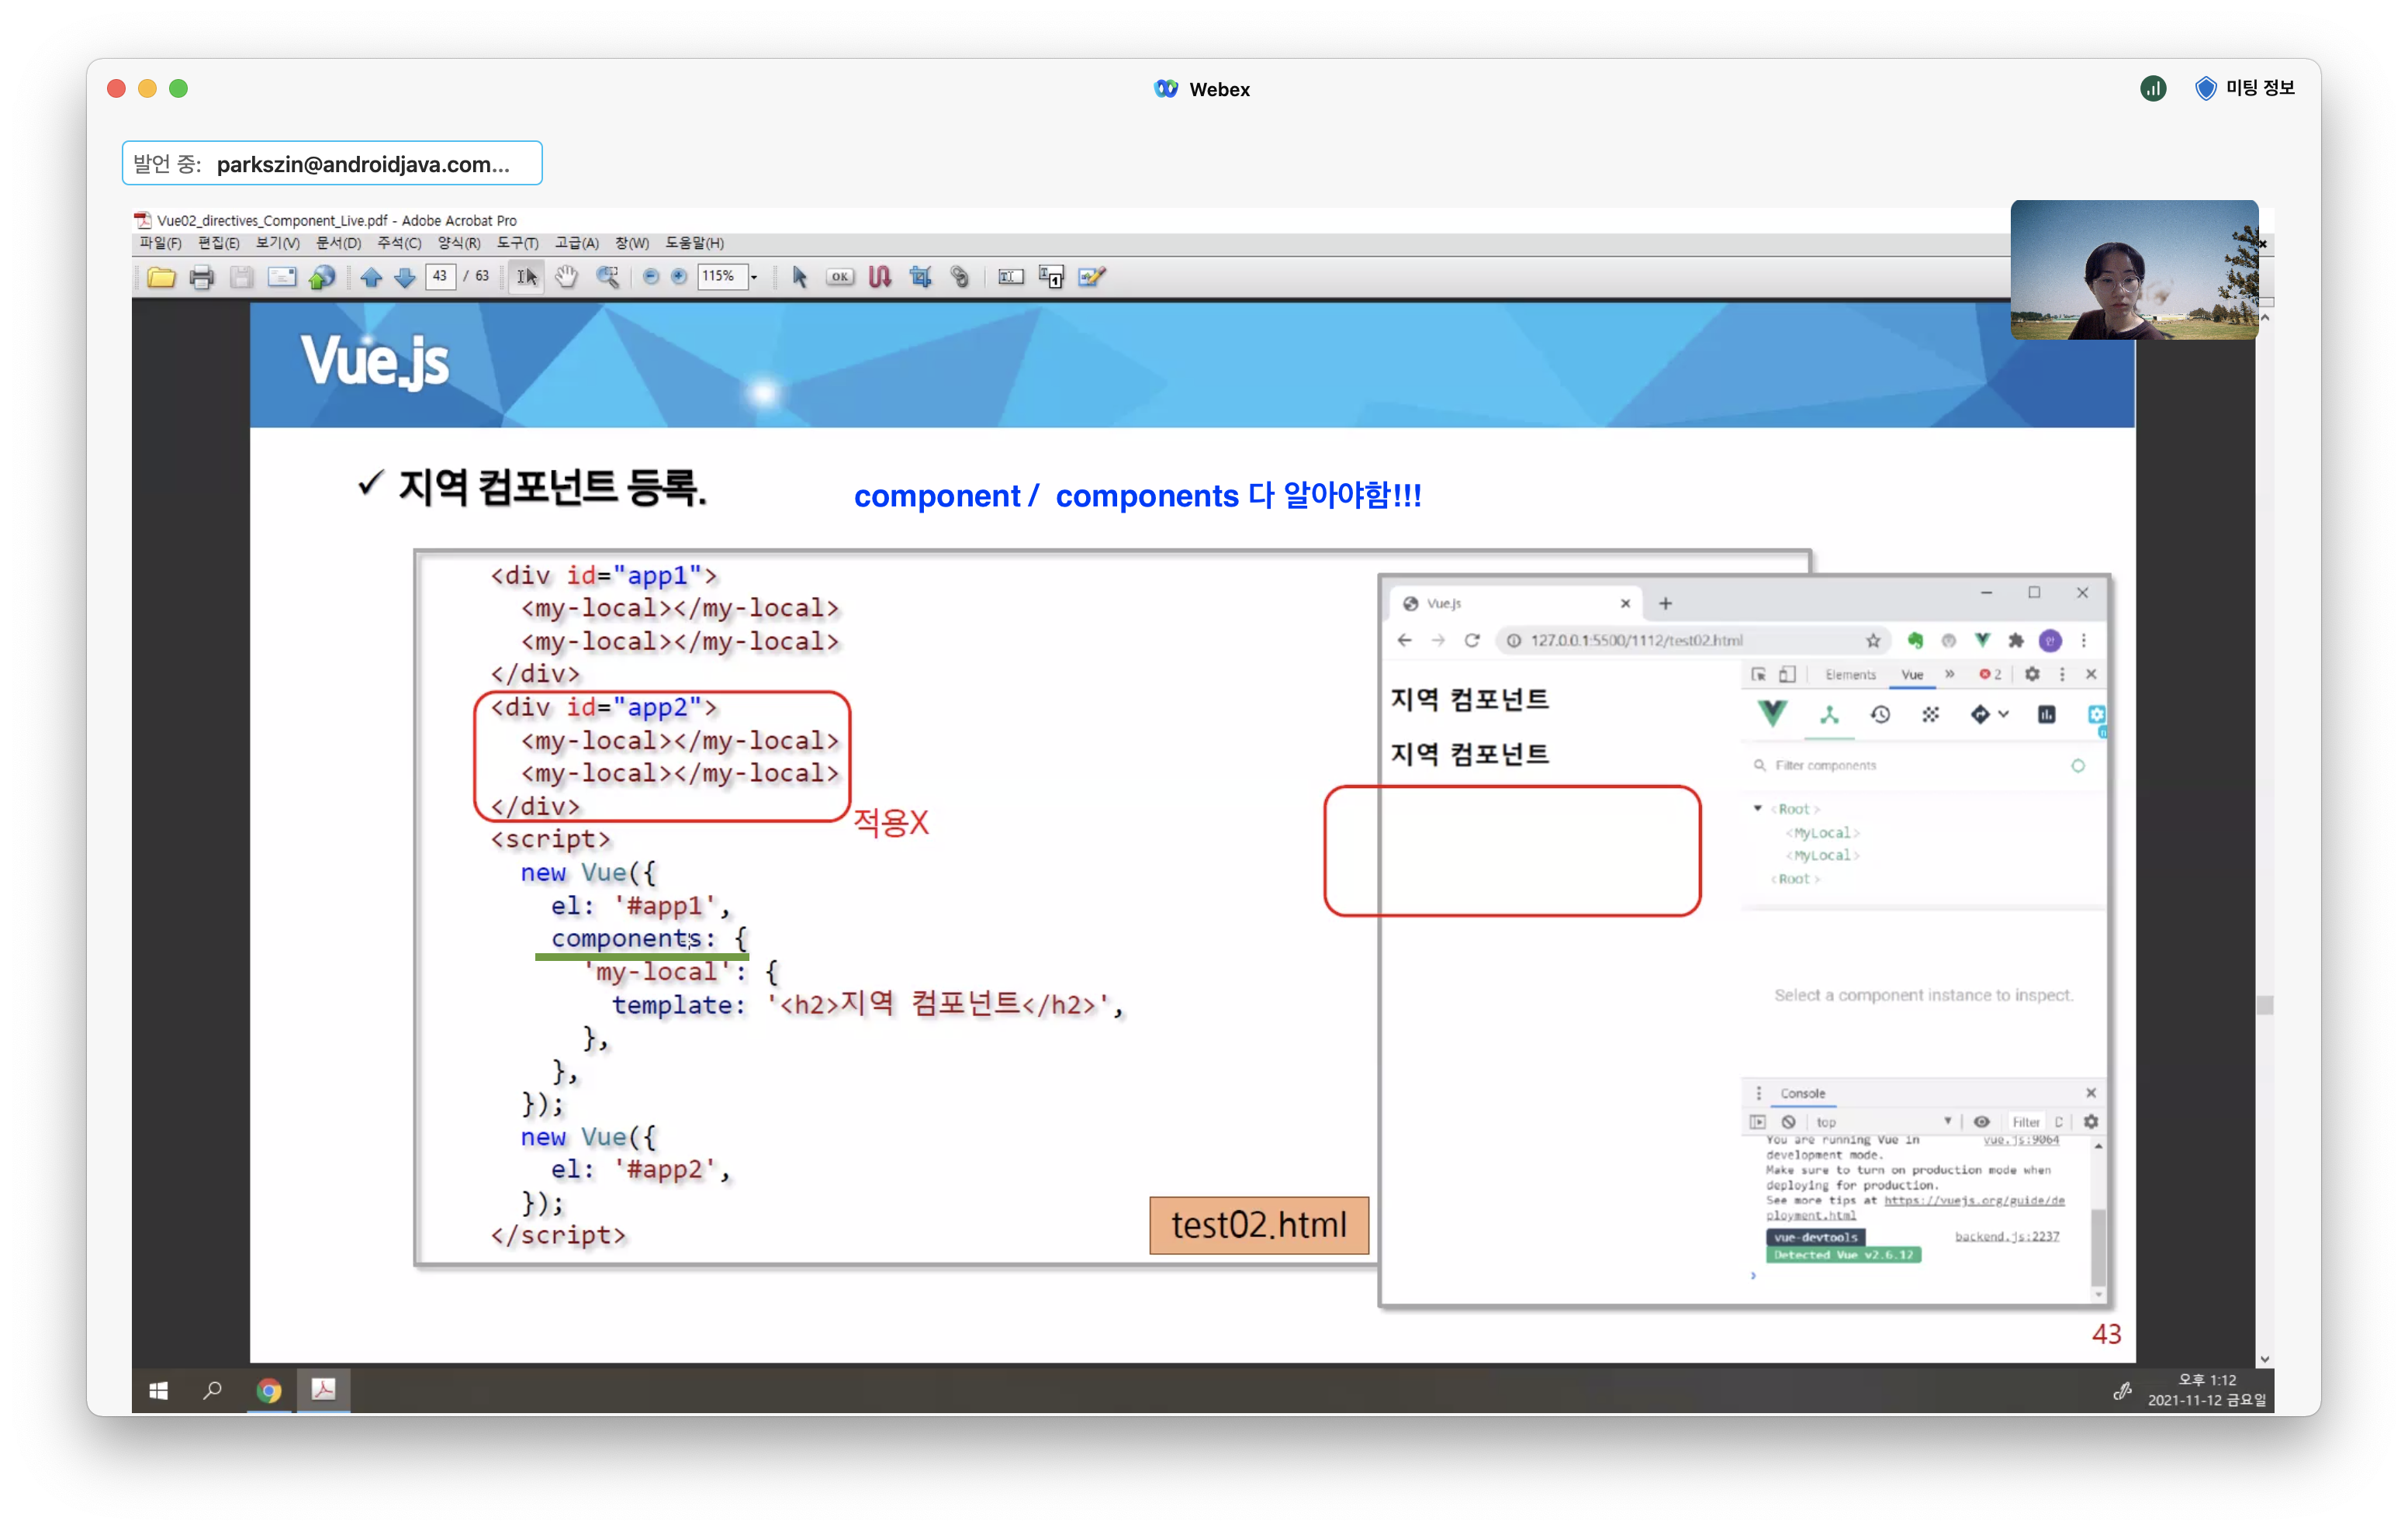 Webex
미팅 정보
발언 중: parkszin@androidjava.com...
Vue02_directives_Component_Live.pdf - Adobe Acrobat Pro
파일(F) 편집(E) 보기(V) 문서(D) 주석(C) 양식(R) 도구(T) 고급(A) 창(W) 도움말(H)
43 / 63
115%
OK
Vue.js
✓ 지역 컴포넌트 등록.
component / components 다 알아야함!!!
<div id="app1">
<my-local></my-local>
<my-local></my-local>
</div>
<div id="app2">
<my-local></my-local>
<my-local></my-local>
</div>
적용X
<script>
new Vue({
el: '#app1',
components: {
'my-local': {
template: '<h2>지역 컴포넌트</h2>',
},
},
});
new Vue({
el: '#app2',
});
</script>
test02.html
Vue.js
127.0.0.1:5500/1112/test02.html
지역 컴포넌트
지역 컴포넌트
Elements Vue » 2
Filter components
<Root>
<MyLocal>
<MyLocal>
<Root>
Select a component instance to inspect.
Console
top
Filter
You are running Vue in vue.js:9064
development mode.
Make sure to turn on production mode when
deploying for production.
See more tips at https://vuejs.org/guide/de
ployment.html
vue-devtools backend.js:2237
Detected Vue v2.6.12
43
오후 1:12
2021-11-12 금요일